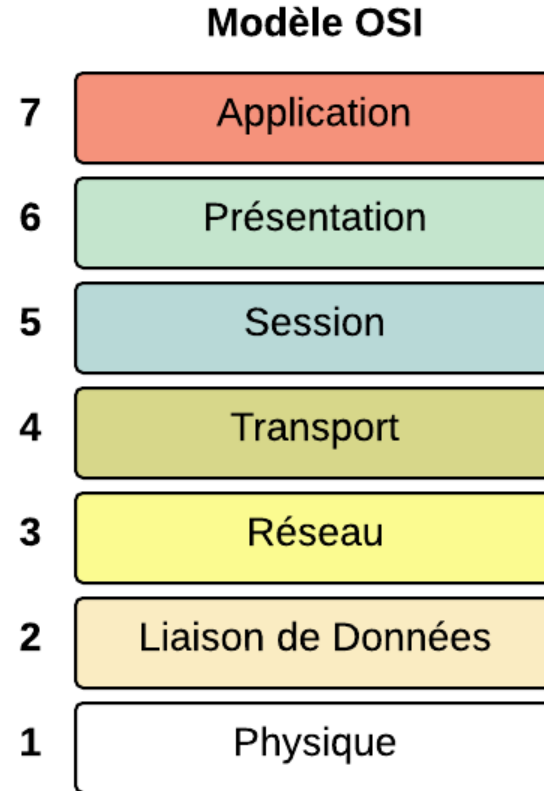 Modèle OSI
7 Application
6 Présentation
5 Session
4 Transport
3 Réseau
2 Liaison de Données
1 Physique